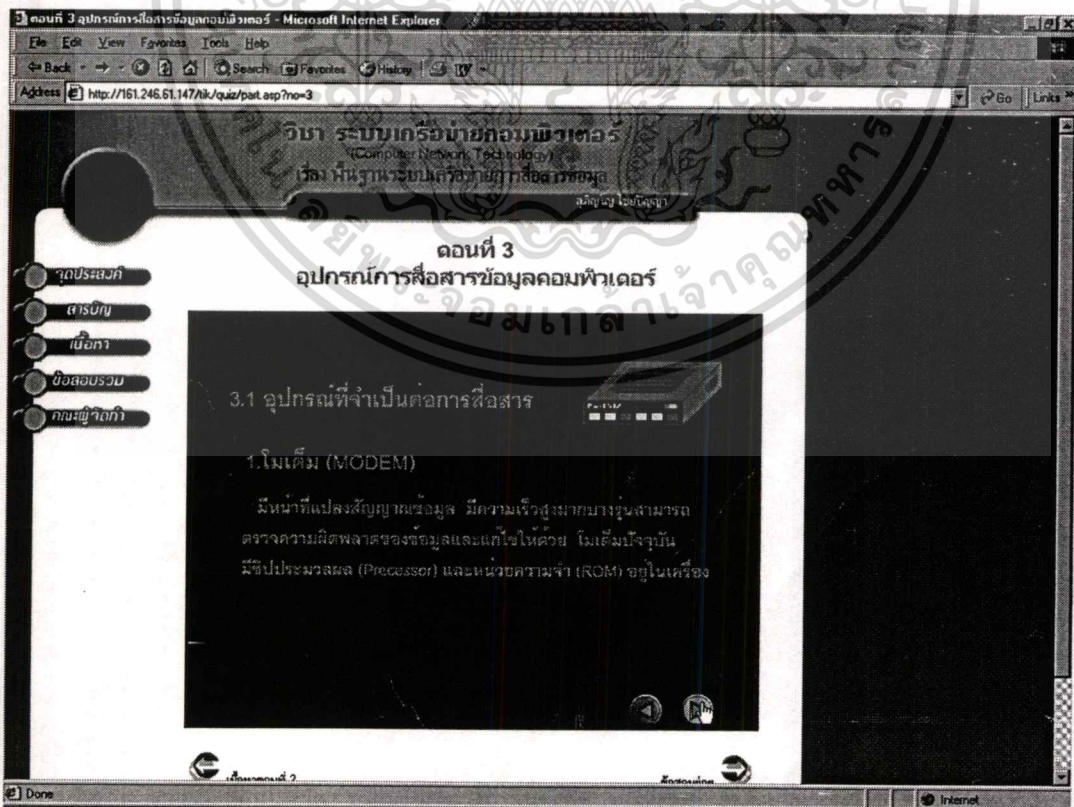 ตอนที่ 3 อุปกรณ์การสื่อสารข้อมูลคอมพิวเตอร์ - Microsoft Internet Explorer
File Edit View Favorites Tools Help
Back Search Favorites History
Address http://161.246.61.147/tik/quiz/part.asp?no=3 Go Links »
วิชา ระบบเครือข่ายคอมพิวเตอร์
(Computer Network Technology)
เรื่อง พื้นฐานระบบเครือข่ายการสื่อสารข้อมูล
ตอนที่ 3
อุปกรณ์การสื่อสารข้อมูลคอมพิวเตอร์
จุดประสงค์
สารบัญ
เนื้อหา
ข้อสอบรวม
คณะผู้จัดทำ
3.1 อุปกรณ์ที่จำเป็นต่อการสื่อสาร
1.โมเด็ม (MODEM)
มีหน้าที่แปลงสัญญาณข้อมูล มีความเร็วสูงมากบางรุ่นสามารถ
ตรวจความผิดพลาดของข้อมูลและแก้ไขให้ด้วย โมเด็มปัจจุบัน
มีชิปประมวลผล (Precessor) และหน่วยความจำ (ROM) อยู่ในเครื่อง
เนื้อหาตอนที่ 2
Done Internet